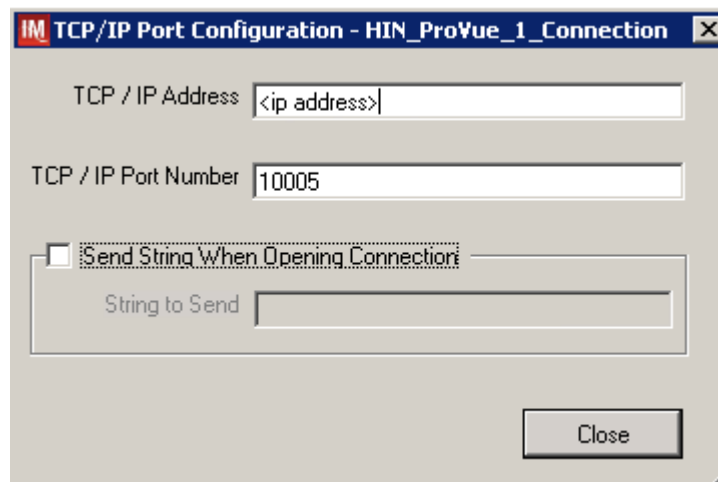 IM TCP/IP Port Configuration - HIN_ProVue_1_Connection
TCP / IP Address <ip address>
TCP / IP Port Number 10005
Send String When Opening Connection
String to Send
Close